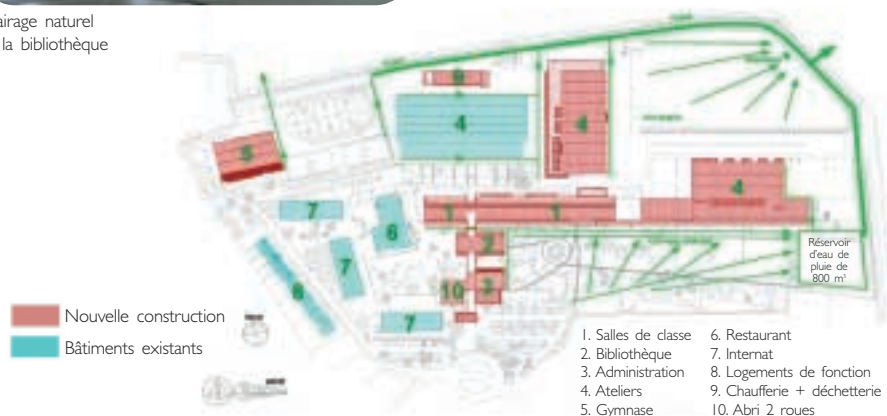 airage naturel
la bibliothèque
9
4
4
5
4
1
1
7
6
2
7
8
3
10
7
Réservoir
d'eau de
pluie de
800 m³
Nouvelle construction
Bâtiments existants
1. Salles de classe
2. Bibliothèque
3. Administration
4. Ateliers
5. Gymnase
6. Restaurant
7. Internat
8. Logements de fonction
9. Chaufferie + déchetterie
10. Abri 2 roues